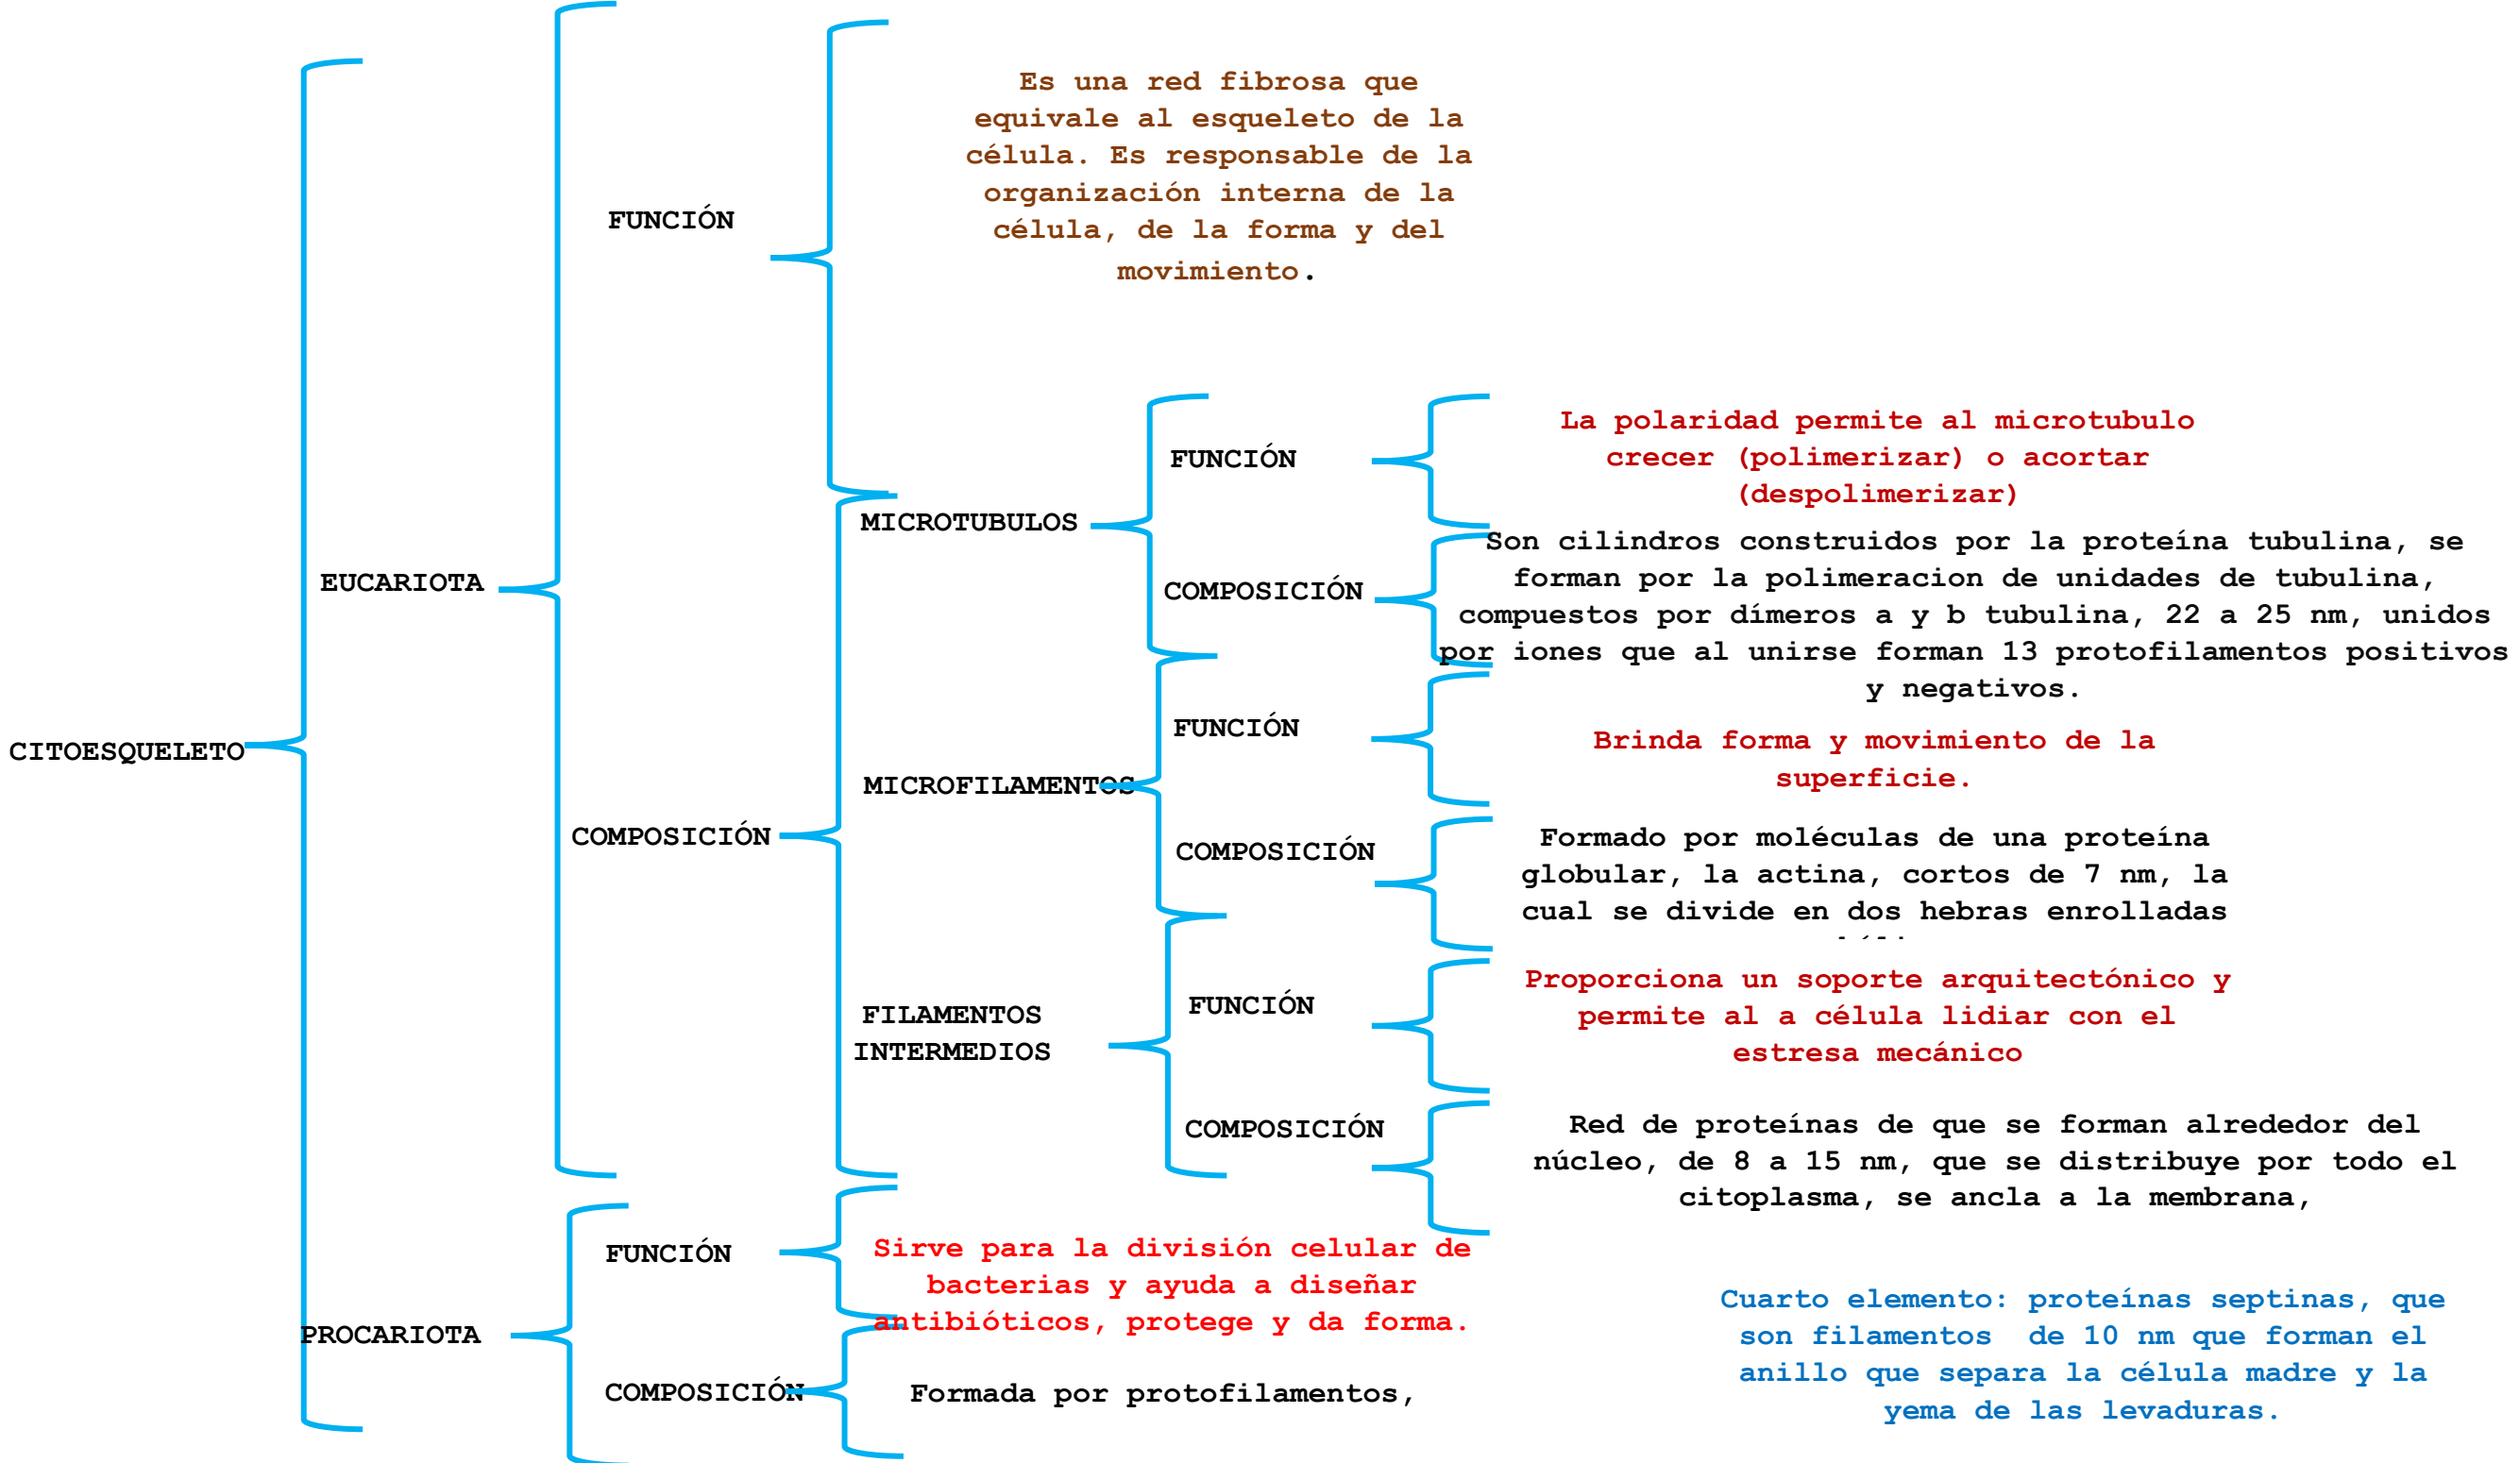 CITOESQUELETO
EUCARIOTA
FUNCIÓN
Es una red fibrosa que
equivale al esqueleto de la
célula. Es responsable de la
organización interna de la
célula, de la forma y del
movimiento.
COMPOSICIÓN
MICROTUBULOS
FUNCIÓN
La polaridad permite al microtubulo
crecer (polimerizar) o acortar
(despolimerizar)
COMPOSICIÓN
Son cilindros construidos por la proteína tubulina, se
forman por la polimeracion de unidades de tubulina,
compuestos por dímeros a y b tubulina, 22 a 25 nm, unidos
por iones que al unirse forman 13 protofilamentos positivos
y negativos.
MICROFILAMENTOS
FUNCIÓN
Brinda forma y movimiento de la
superficie.
COMPOSICIÓN
Formado por moléculas de una proteína
globular, la actina, cortos de 7 nm, la
cual se divide en dos hebras enrolladas
FILAMENTOS
INTERMEDIOS
FUNCIÓN
Proporciona un soporte arquitectónico y
permite al a célula lidiar con el
estresa mecánico
COMPOSICIÓN
Red de proteínas de que se forman alrededor del
núcleo, de 8 a 15 nm, que se distribuye por todo el
citoplasma, se ancla a la membrana,
PROCARIOTA
FUNCIÓN
Sirve para la división celular de
bacterias y ayuda a diseñar
antibióticos, protege y da forma.
COMPOSICIÓN
Formada por protofilamentos,
Cuarto elemento: proteínas septinas, que
son filamentos  de 10 nm que forman el
anillo que separa la célula madre y la
yema de las levaduras.